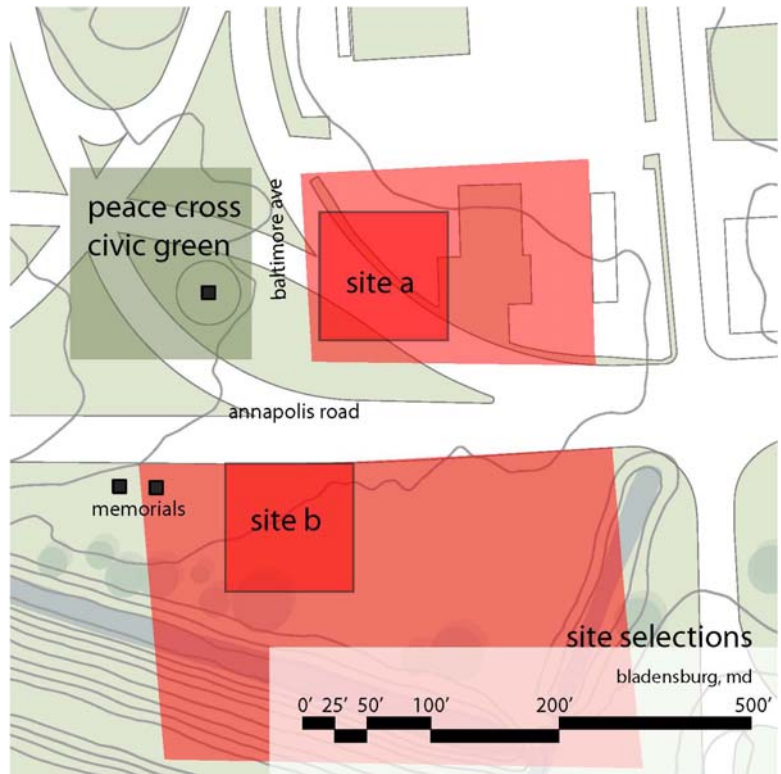 peace cross
civic green
baltimore ave
site a
annapolis road
memorials
site b
site selections
bladensburg, md
0' 25' 50' 100' 200' 500'